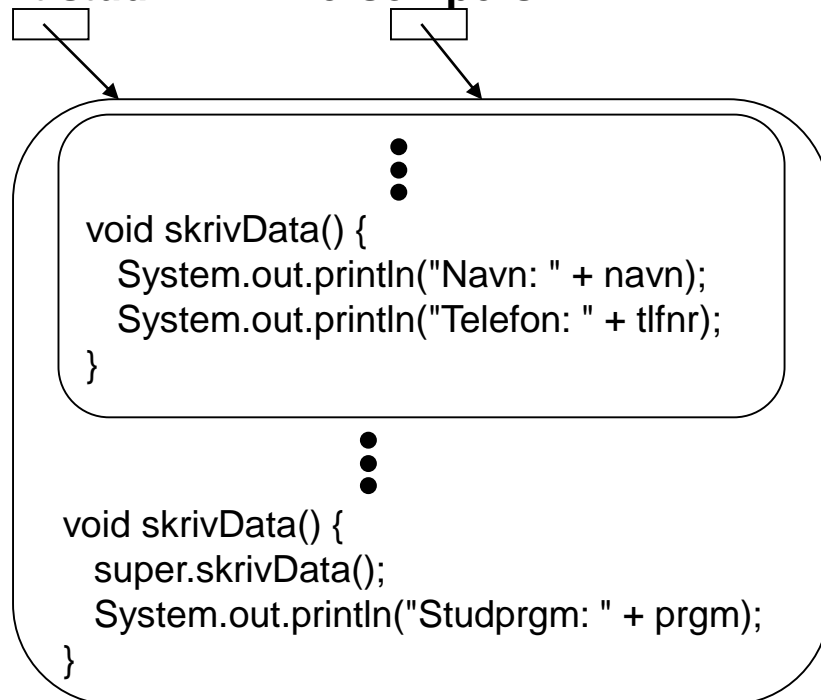 void skrivData() {
System.out.println("Navn: " + navn);
System.out.println("Telefon: " + tlfnr);
}
void skrivData() {
super.skrivData();
System.out.println("Studprgm: " + prgm);
}